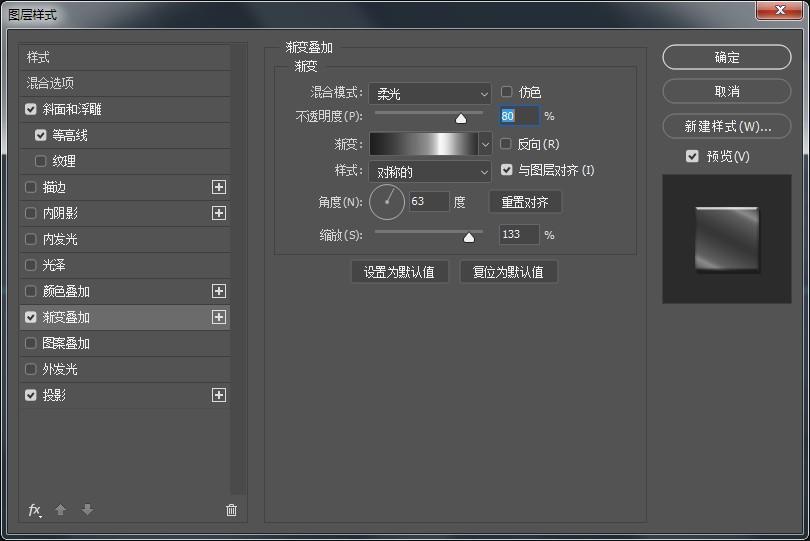 图层样式
样式
混合选项
斜面和浮雕
等高线
纹理
描边
内阴影
内发光
光泽
颜色叠加
渐变叠加
图案叠加
外发光
投影
fx
渐变叠加
渐变
混合模式: 柔光 仿色
不透明度(P): 80 %
渐变: 反向(R)
样式: 对称的 与图层对齐(I)
角度(N): 63 度 重置对齐
缩放(S): 133 %
设置为默认值 复位为默认值
确定
取消
新建样式(W)...
预览(V)